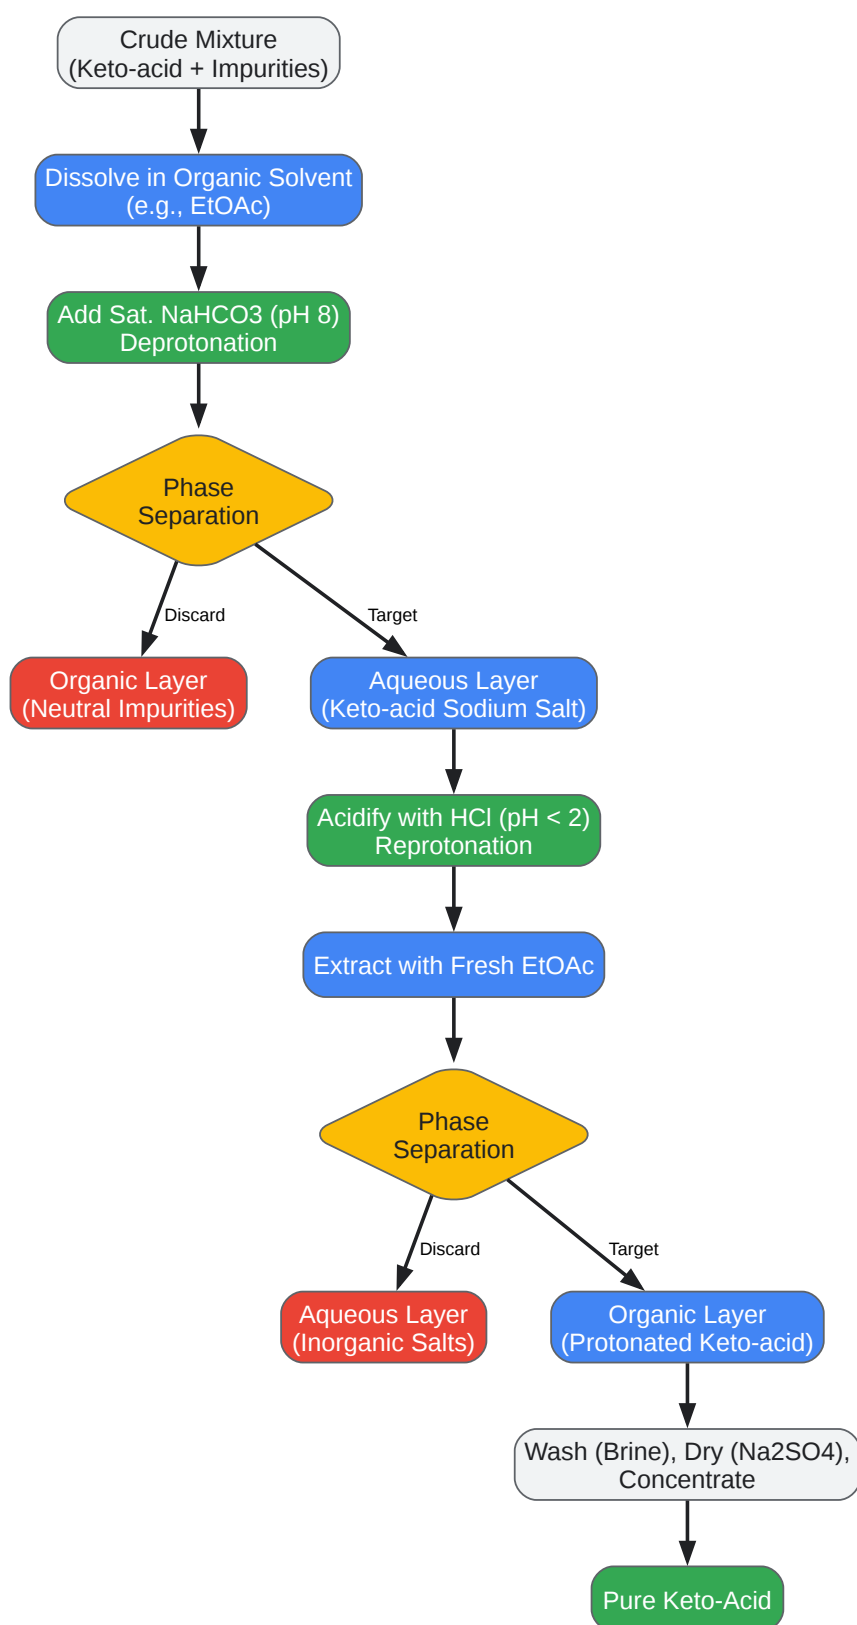 Crude Mixture
(Keto-acid + Impurities)
Dissolve in Organic Solvent
(e.g., EtOAc)
Add Sat. NaHCO3 (pH 8)
Deprotonation
Phase
Separation
Discard
Target
Organic Layer
(Neutral Impurities)
Aqueous Layer
(Keto-acid Sodium Salt)
Acidify with HCl (pH < 2)
Reprotonation
Extract with Fresh EtOAc
Phase
Separation
Discard
Target
Aqueous Layer
(Inorganic Salts)
Organic Layer
(Protonated Keto-acid)
Wash (Brine), Dry (Na2SO4),
Concentrate
Pure Keto-Acid